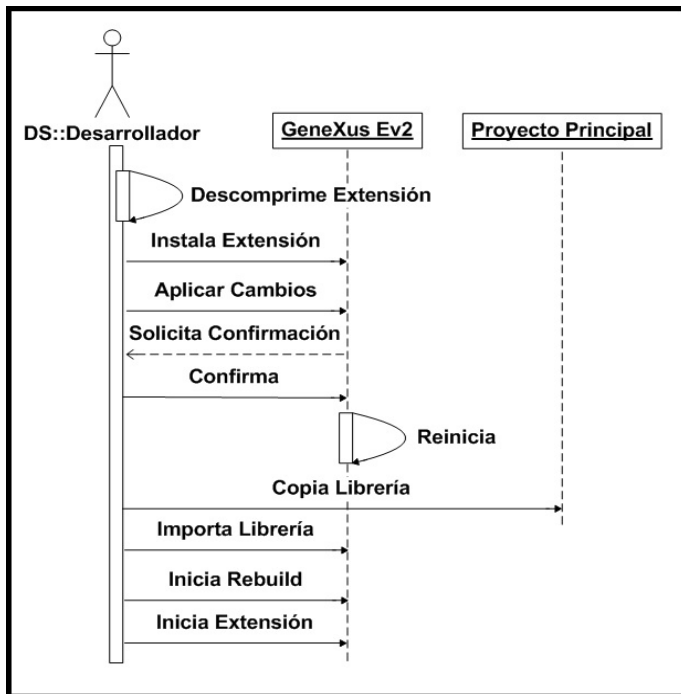 DS::Desarrollador
GeneXus Ev2
Proyecto Principal
Descomprime Extensión
Instala Extensión
Aplicar Cambios
Solicita Confirmación
Confirma
Reinicia
Copia Librería
Importa Librería
Inicia Rebuild
Inicia Extensión